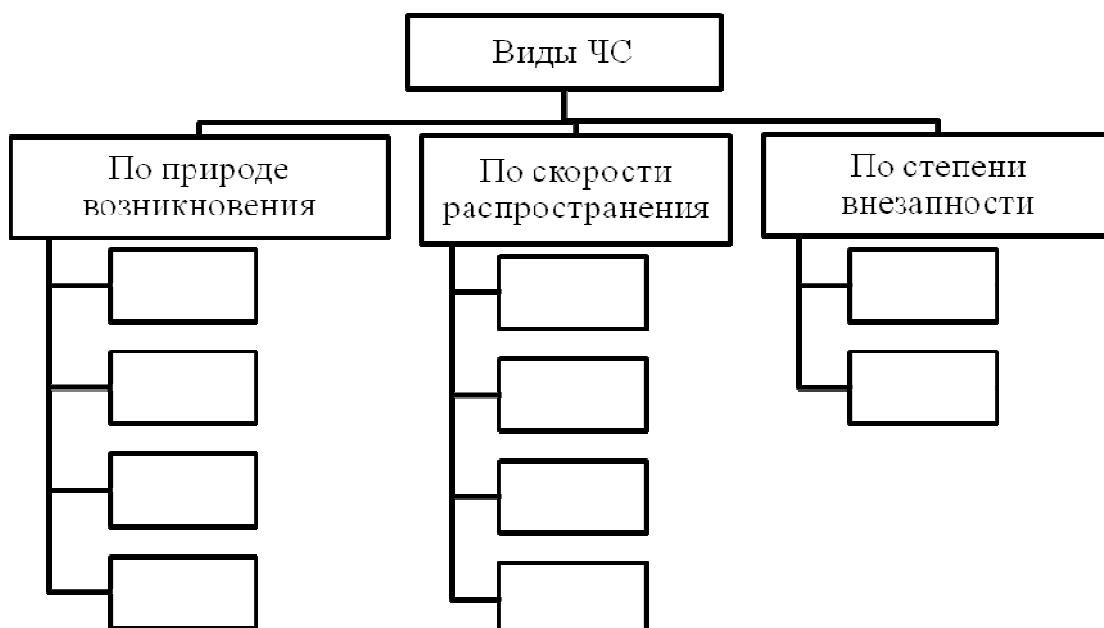 Виды ЧС
По природе
возникновения
По скорости
распространения
По степени
внезапности